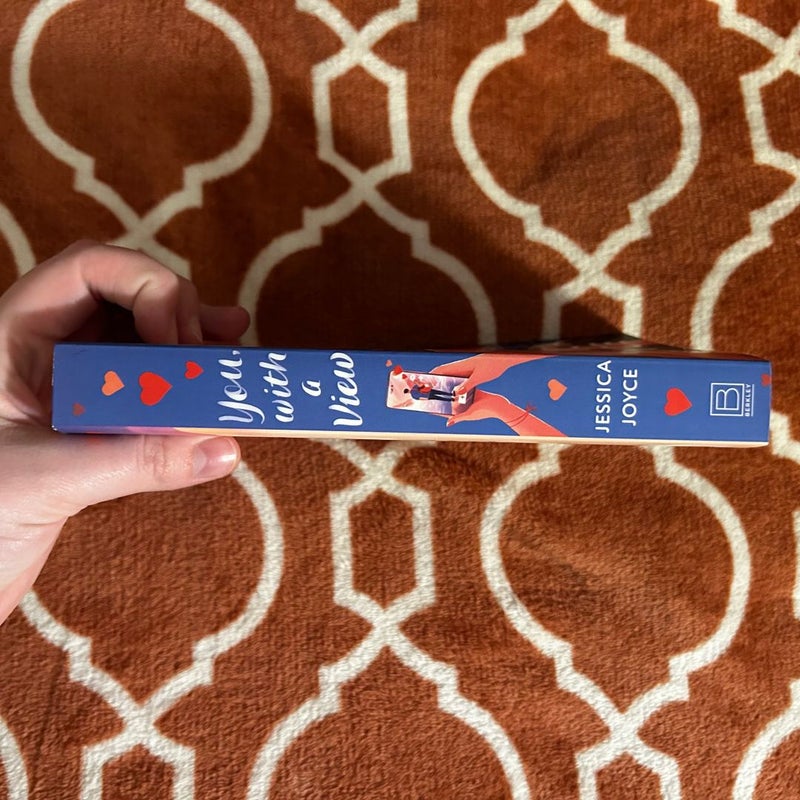 You,
with
a
View
JESSICA
JOYCE
B
BERKLEY